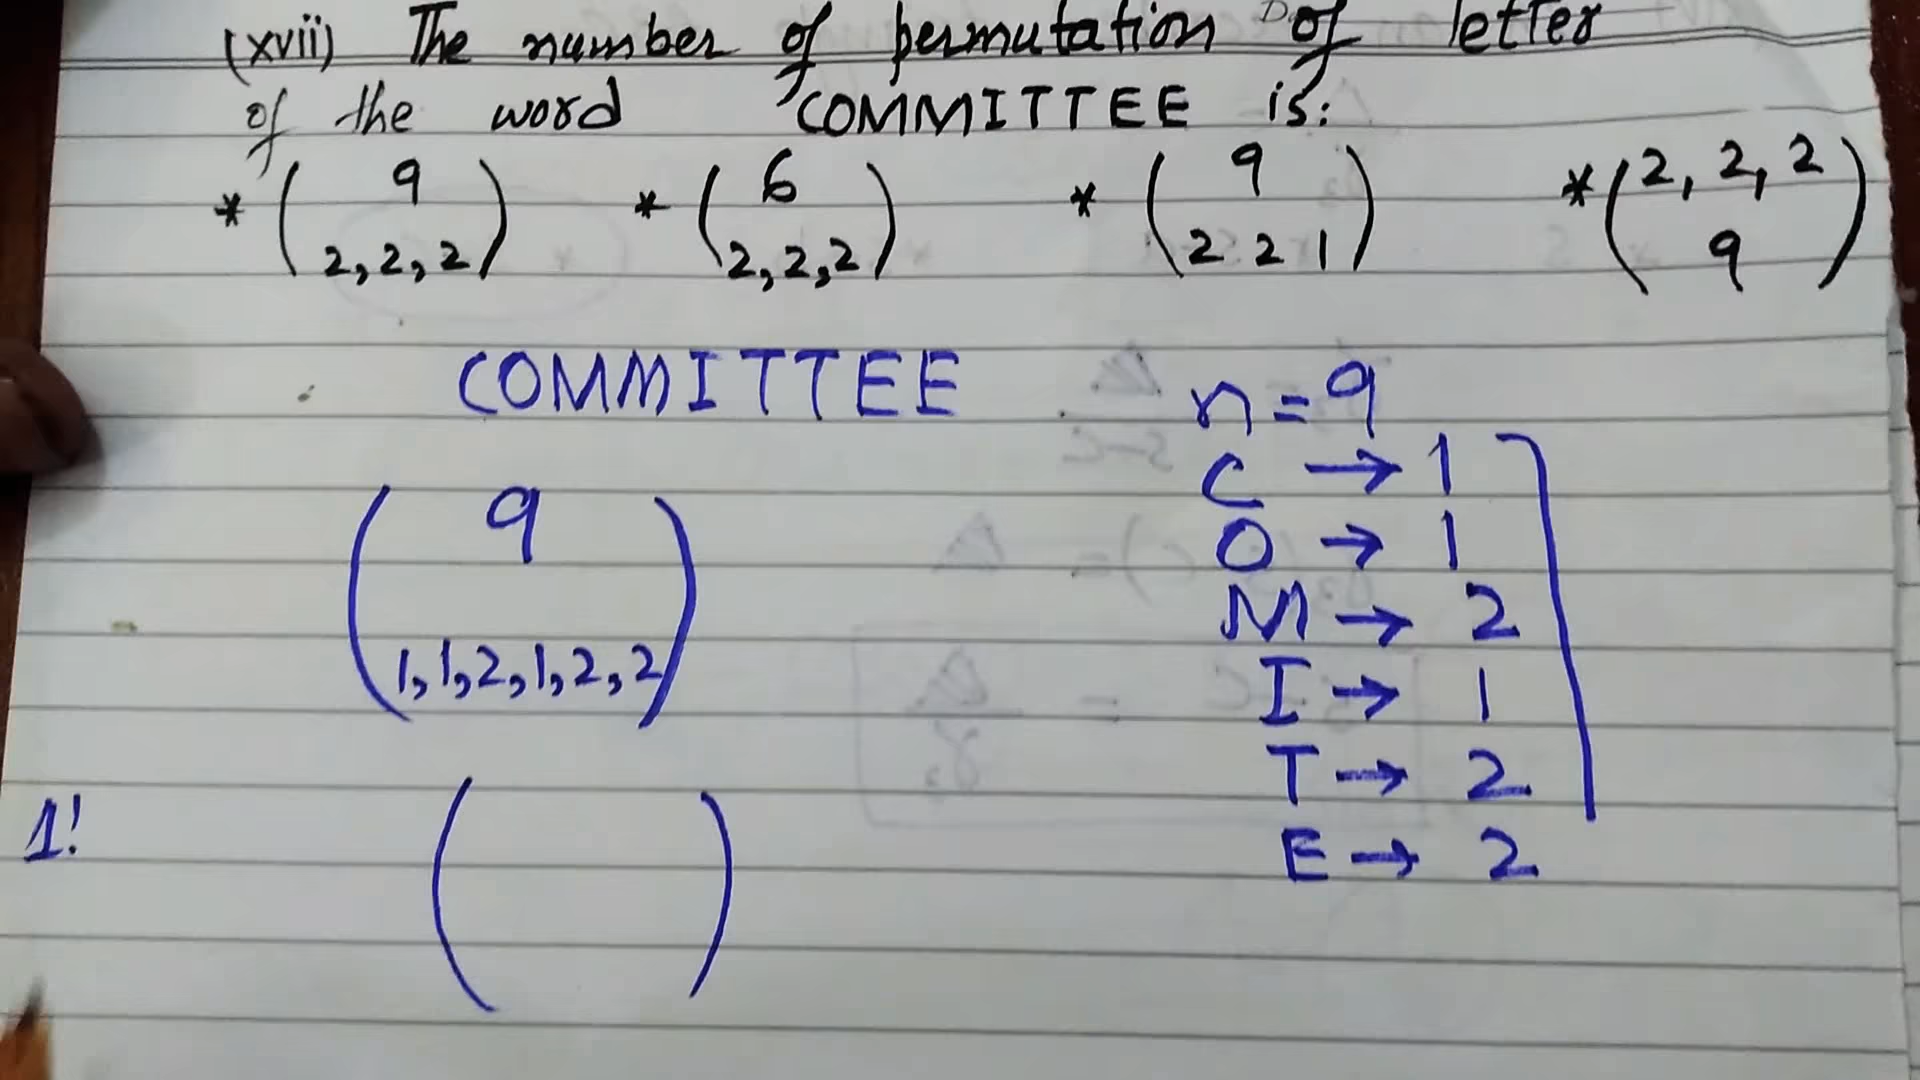 (xvii) The number of permutation of letter
of the word COMMITTEE is:
* ( 9 2, 2, 2 ) * ( 6 2, 2, 2 ) * ( 9 2 2 1 ) * ( 2, 2, 2 9 )
COMMITTEE n = 9
C → 1
O → 1
( 9 1, 1, 2, 1, 2, 2 ) M → 2
I → 1
T → 2
1! ( ) E → 2